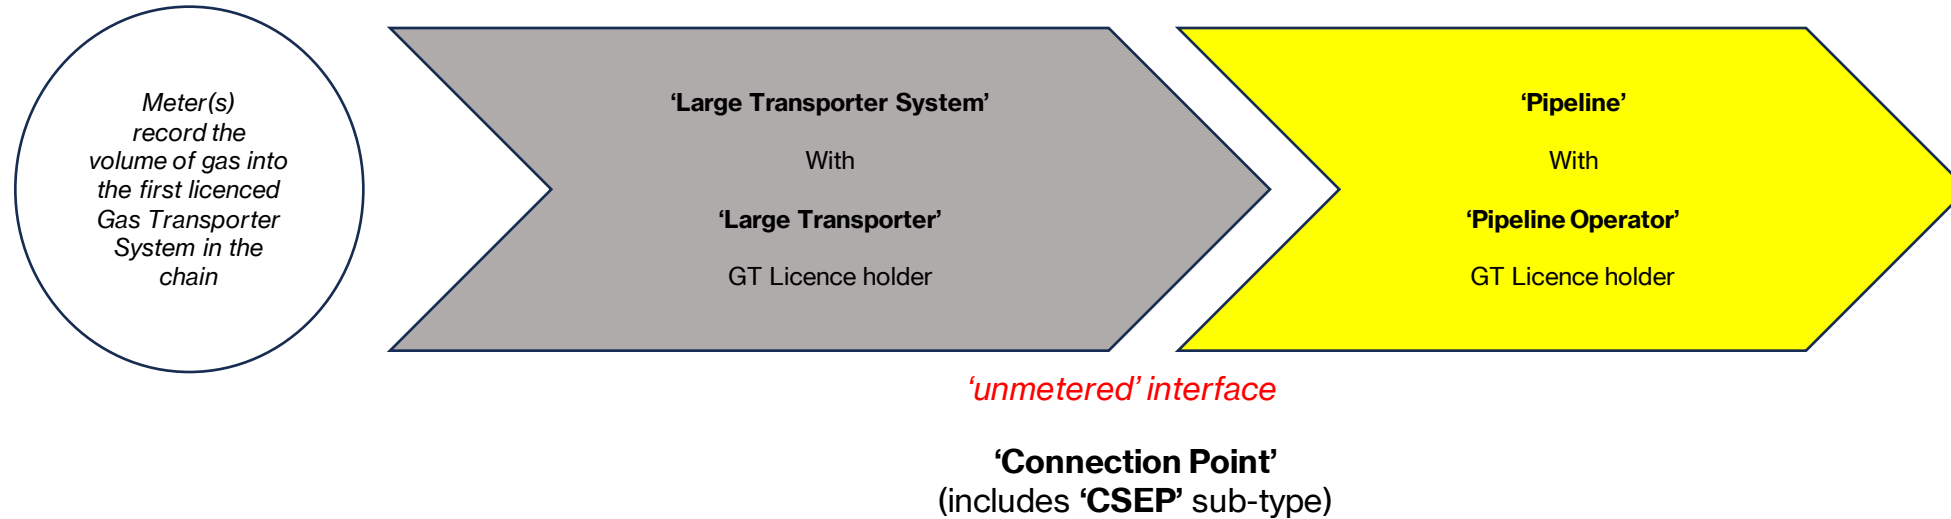 Meter(s)
record the
volume of gas into
the first licenced
Gas Transporter
System in the
chain
‘Large Transporter System’
With
‘Large Transporter’
GT Licence holder
‘Pipeline’
With
‘Pipeline Operator’
GT Licence holder
‘unmetered’ interface
‘Connection Point’
(includes ‘CSEP’ sub-type)